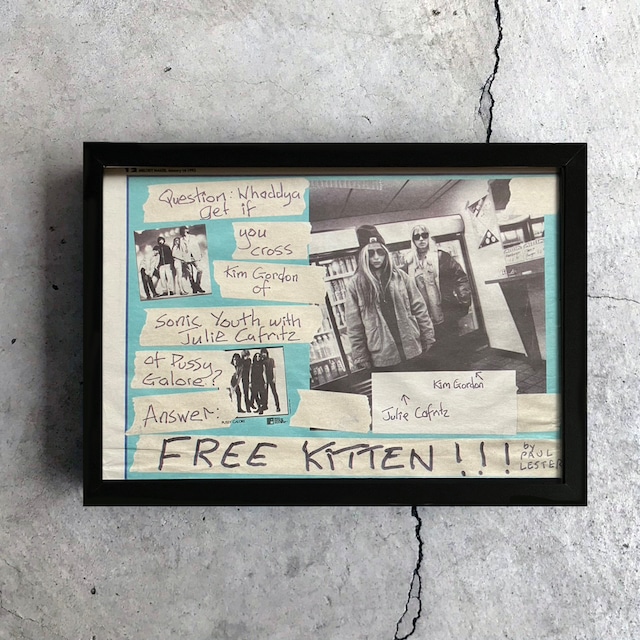 Question: Whaddya
get if
you
cross
Kim Gordon
of
Sonic Youth with
Julie Cafritz
of Pussy
Galore?
Answer:
Kim Gordon
Julie Cafritz
FREE KITTEN!!!
by
PAUL
LESTER